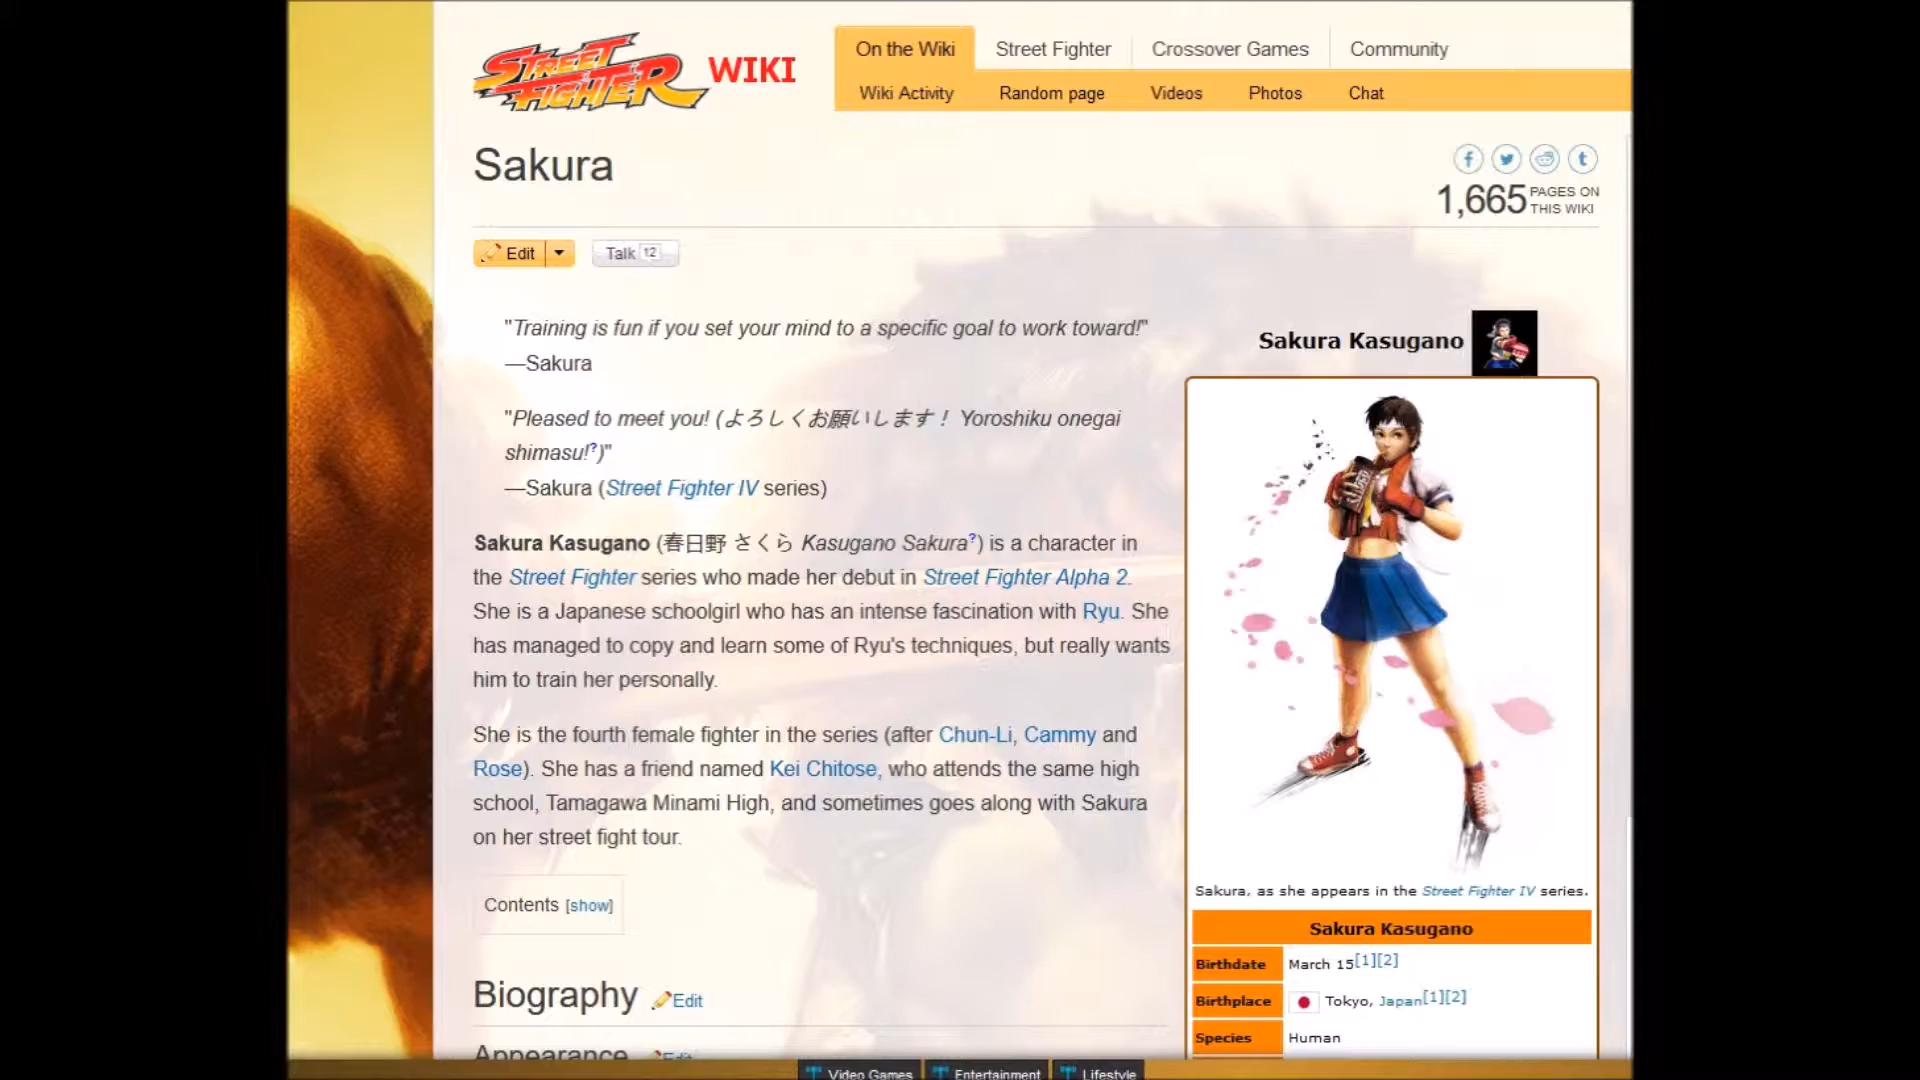 STREET FIGHTER WIKI
On the Wiki Street Fighter Crossover Games Community
Wiki Activity Random page Videos Photos Chat
Sakura
1,665 PAGES ON THIS WIKI
Edit Talk 12
"Training is fun if you set your mind to a specific goal to work toward!"
—Sakura
"Pleased to meet you! (よろしくお願いします！ Yoroshiku onegai
shimasu!?)"
—Sakura (Street Fighter IV series)
Sakura Kasugano (春日野 さくら Kasugano Sakura?) is a character in
the Street Fighter series who made her debut in Street Fighter Alpha 2.
She is a Japanese schoolgirl who has an intense fascination with Ryu. She
has managed to copy and learn some of Ryu's techniques, but really wants
him to train her personally.
She is the fourth female fighter in the series (after Chun-Li, Cammy and
Rose). She has a friend named Kei Chitose, who attends the same high
school, Tamagawa Minami High, and sometimes goes along with Sakura
on her street fight tour.
Contents [show]
Biography Edit
Appearance Edit
Sakura Kasugano
Sakura, as she appears in the Street Fighter IV series.
Sakura Kasugano
Birthdate March 15[1][2]
Birthplace Tokyo, Japan[1][2]
Species Human
Video Games Entertainment Lifestyle